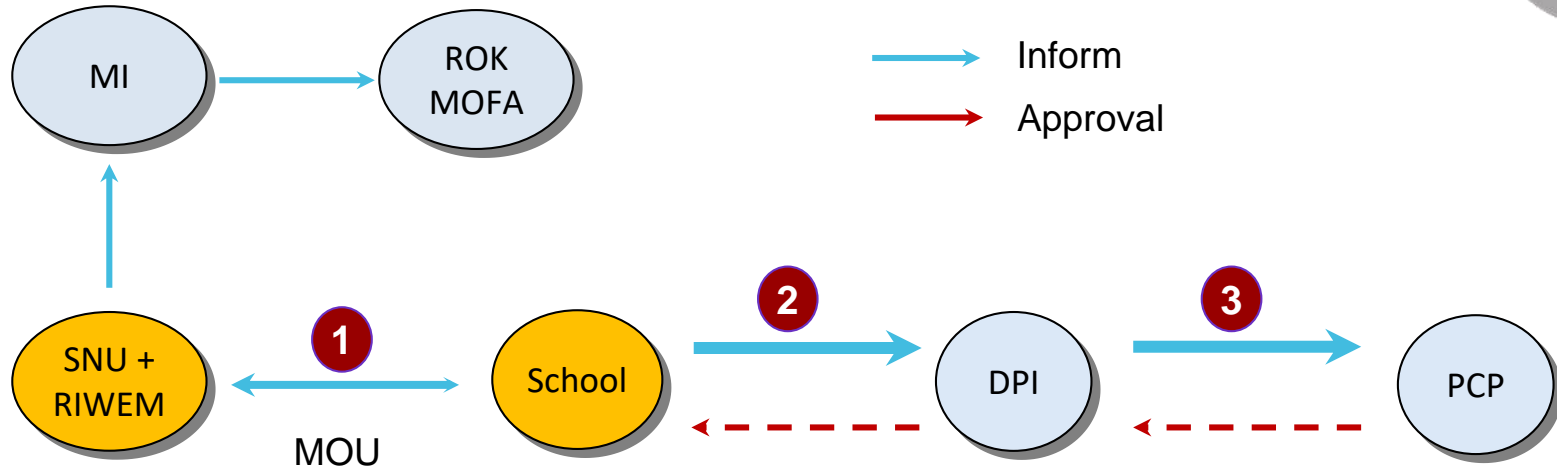 MI
ROK
MOFA
Inform
Approval
SNU +
RIWEM
1
MOU
School
2
DPI
3
PCP